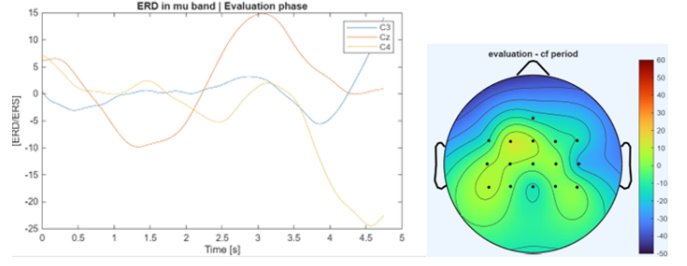 ERD in mu band | Evaluation phase
15
10
5
0
-5
-10
-15
-20
-25
[ERD/ERS]
0 0.5 1 1.5 2 2.5 3 3.5 4 4.5 5
Time [s]
C3
Cz
C4
evaluation - cf period
60
50
40
30
20
10
0
-10
-20
-30
-40
-50